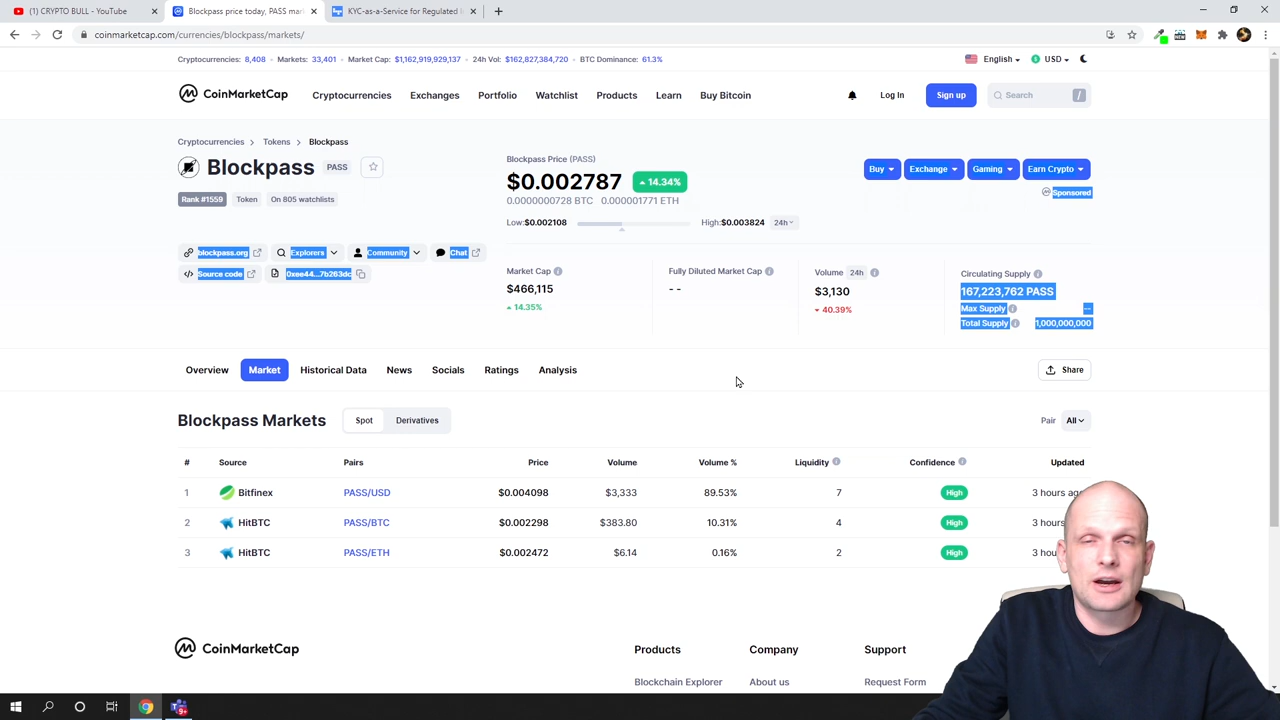 (1) CRYPTO BULL - YouTube
Blockpass price today, PASS mar
KYC-as-a-Service for Regulated I
coinmarketcap.com/currencies/blockpass/markets/
Cryptocurrencies: 8,408 Markets: 33,401 Market Cap: $1,162,919,929,137 24h Vol: $162,827,384,720 BTC Dominance: 61.3%
English
USD
CoinMarketCap
Cryptocurrencies Exchanges Portfolio Watchlist Products Learn Buy Bitcoin
Log In
Sign up
Search /
Cryptocurrencies > Tokens > Blockpass
Blockpass PASS
Rank #1559 Token On 805 watchlists
blockpass.org Explorers Community Chat
Source code 0xee44...7b263dc
Blockpass Price (PASS)
$0.002787 14.34%
0.0000000728 BTC 0.000001771 ETH
Low: $0.002108 High: $0.003824 24h
Buy Exchange Gaming Earn Crypto
Sponsored
Market Cap
$466,115
14.35%
Fully Diluted Market Cap
- -
Volume 24h
$3,130
40.39%
Circulating Supply
167,223,762 PASS
Max Supply --
Total Supply 1,000,000,000
Overview Market Historical Data News Socials Ratings Analysis
Share
Blockpass Markets Spot Derivatives
Pair All
# Source Pairs Price Volume Volume % Liquidity Confidence Updated
1 Bitfinex PASS/USD $0.004098 $3,333 89.53% 7 High 3 hours ago
2 HitBTC PASS/BTC $0.002298 $383.80 10.31% 4 High 3 hours
3 HitBTC PASS/ETH $0.002472 $6.14 0.16% 2 High 3 hou
CoinMarketCap
Products Company Support
Blockchain Explorer About us Request Form
9+